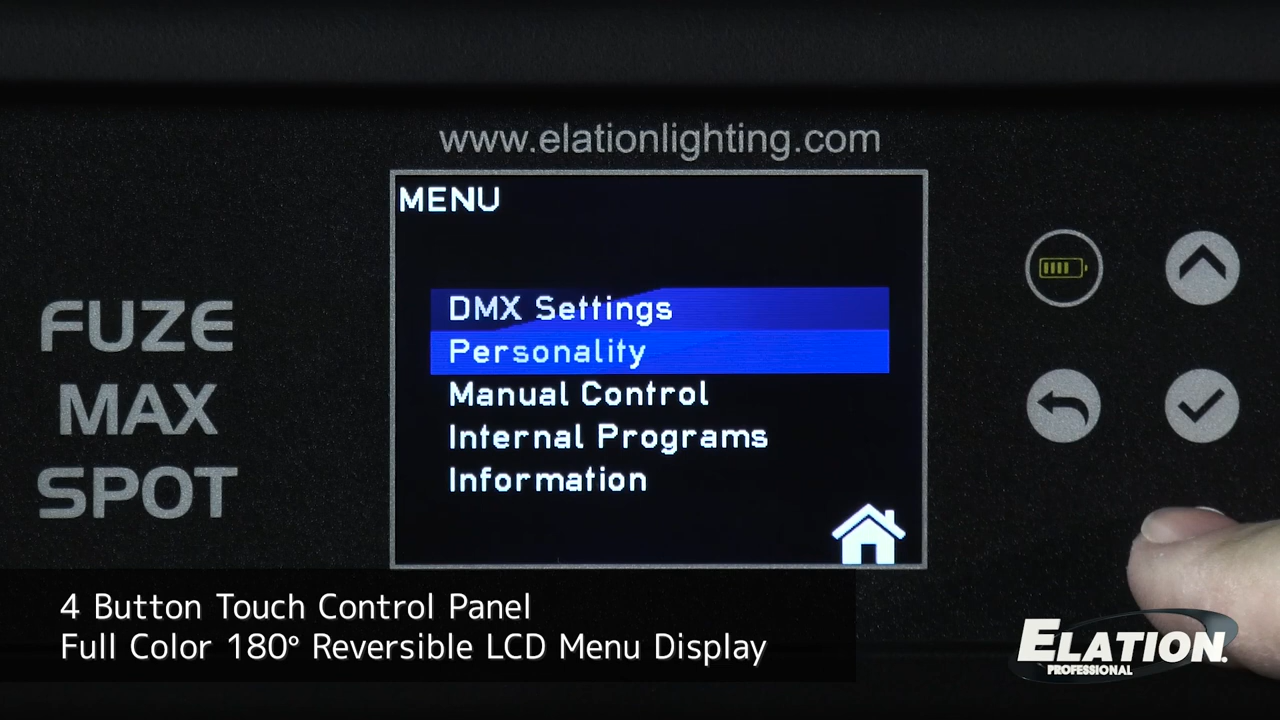 www.elationlighting.com
MENU
DMX Settings
Personality
Manual Control
Internal Programs
Information
FUZE
MAX
SPOT
4 Button Touch Control Panel
Full Color 180° Reversible LCD Menu Display
ELATION.
PROFESSIONAL